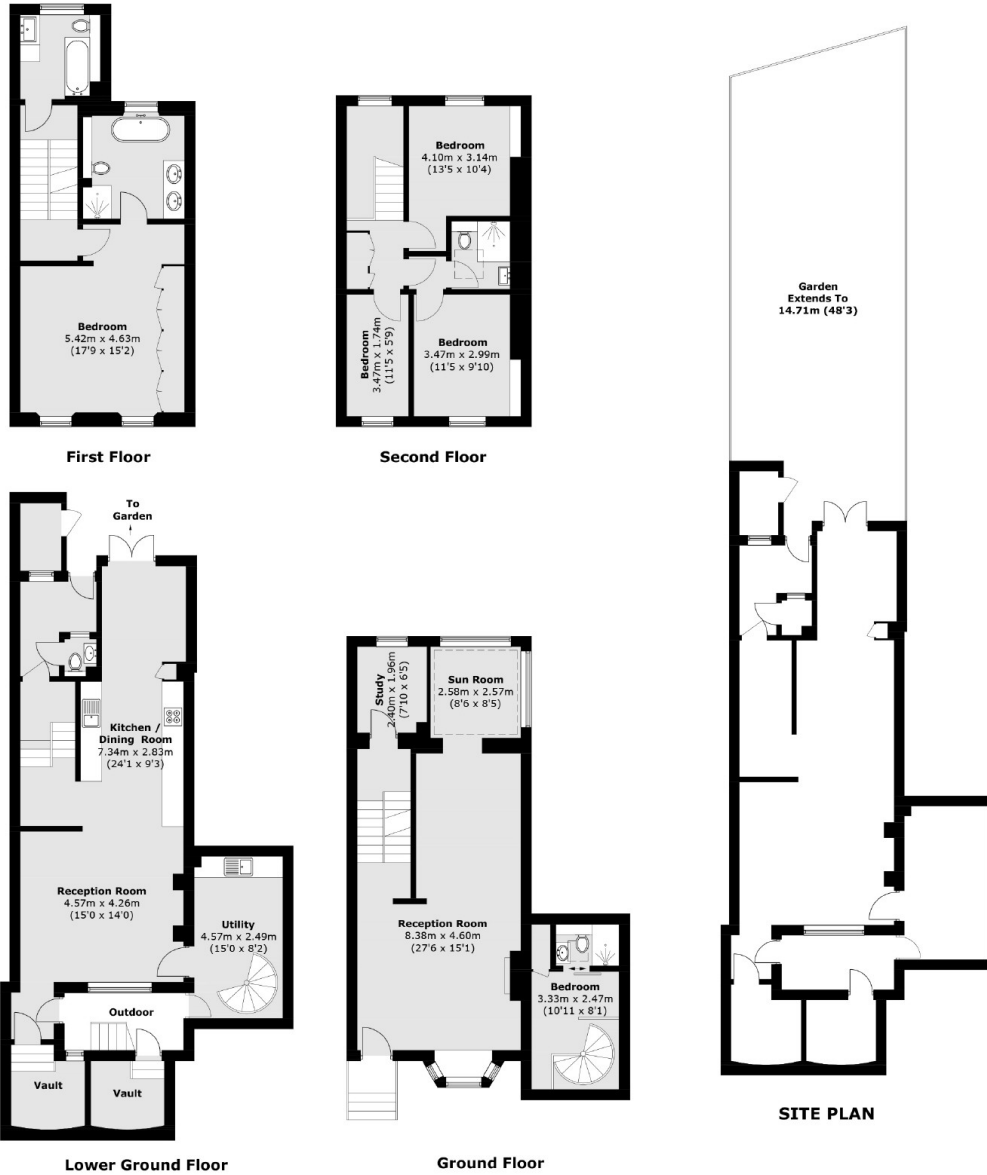 Bedroom
5.42m x 4.63m
(17'9 x 15'2)
First Floor
Bedroom
4.10m x 3.14m
(13'5 x 10'4)
Bedroom
3.47m x 1.74m
(11'5 x 5'9)
Bedroom
3.47m x 2.99m
(11'5 x 9'10)
Second Floor
Garden
Extends To
14.71m (48'3)
To
Garden
Kitchen /
Dining Room
7.34m x 2.83m
(24'1 x 9'3)
Reception Room
4.57m x 4.26m
(15'0 x 14'0)
Utility
4.57m x 2.49m
(15'0 x 8'2)
Outdoor
Vault
Vault
Lower Ground Floor
Study
2.40m x 1.96m
(7'10 x 6'5)
Sun Room
2.58m x 2.57m
(8'6 x 8'5)
Reception Room
8.38m x 4.60m
(27'6 x 15'1)
Bedroom
3.33m x 2.47m
(10'11 x 8'1)
Ground Floor
SITE PLAN